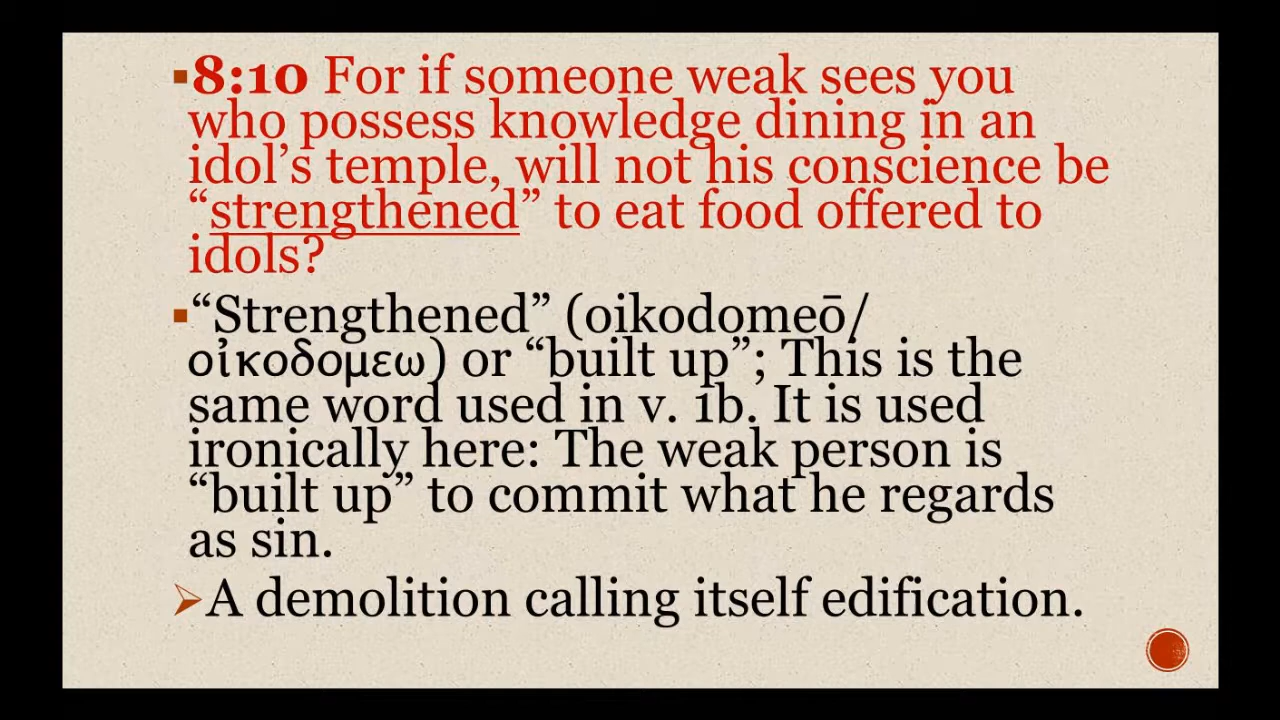 ▪8:10 For if someone weak sees you
who possess knowledge dining in an
idol’s temple, will not his conscience be
“strengthened” to eat food offered to
idols?
▪“Strengthened” (oikodomeō/
οἰκοδομεω) or “built up”; This is the
same word used in v. 1b. It is used
ironically here: The weak person is
“built up” to commit what he regards
as sin.
➢A demolition calling itself edification.